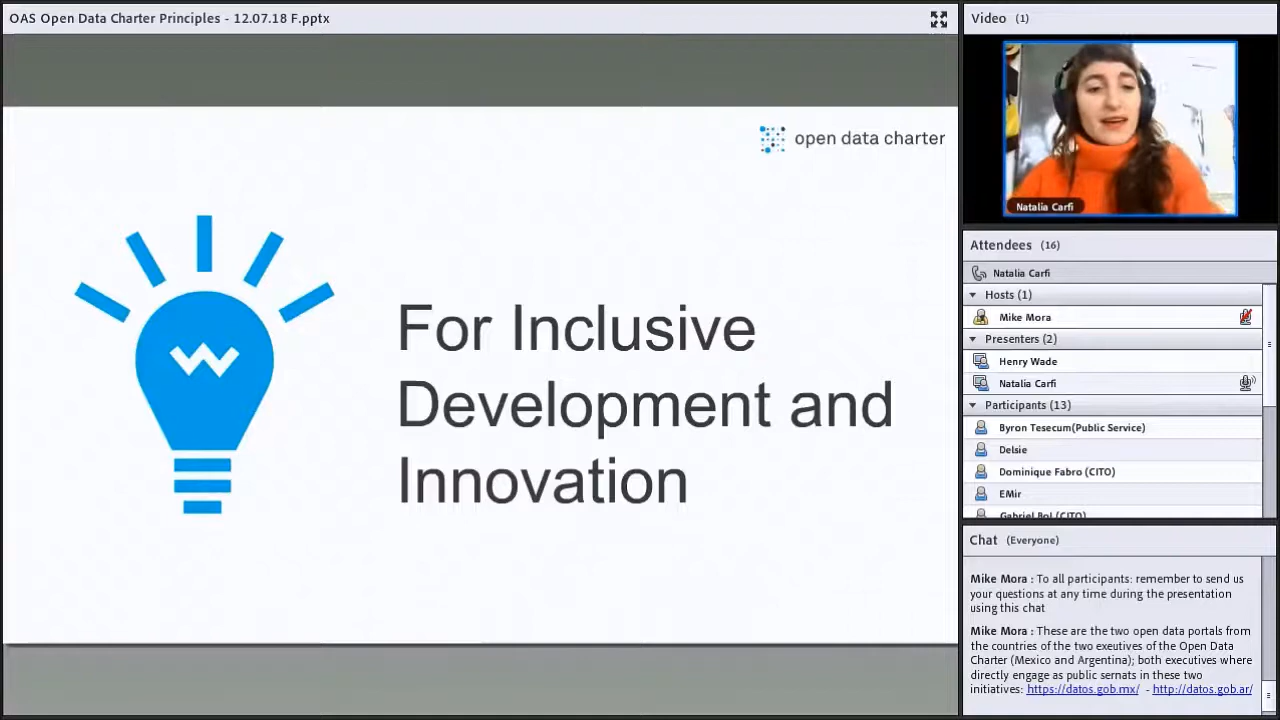 OAS Open Data Charter Principles - 12.07.18 F.pptx
open data charter
For Inclusive
Development and
Innovation
Video (1)
Natalia Carfi
Attendees (16)
Natalia Carfi
Hosts (1)
Mike Mora
Presenters (2)
Henry Wade
Natalia Carfi
Participants (13)
Byron Tesecum(Public Service)
Delsie
Dominique Fabro (CITO)
EMir
Gabriel Bol (CITO)
Chat (Everyone)
Mike Mora : To all participants: remember to send us
your questions at any time during the presentation
using this chat
Mike Mora : These are the two open data portals from
the countries of the two exeutives of the Open Data
Charter (Mexico and Argentina); both executives where
directly engage as public sernats in these two
initiatives: https://datos.gob.mx/ - http://datos.gob.ar/